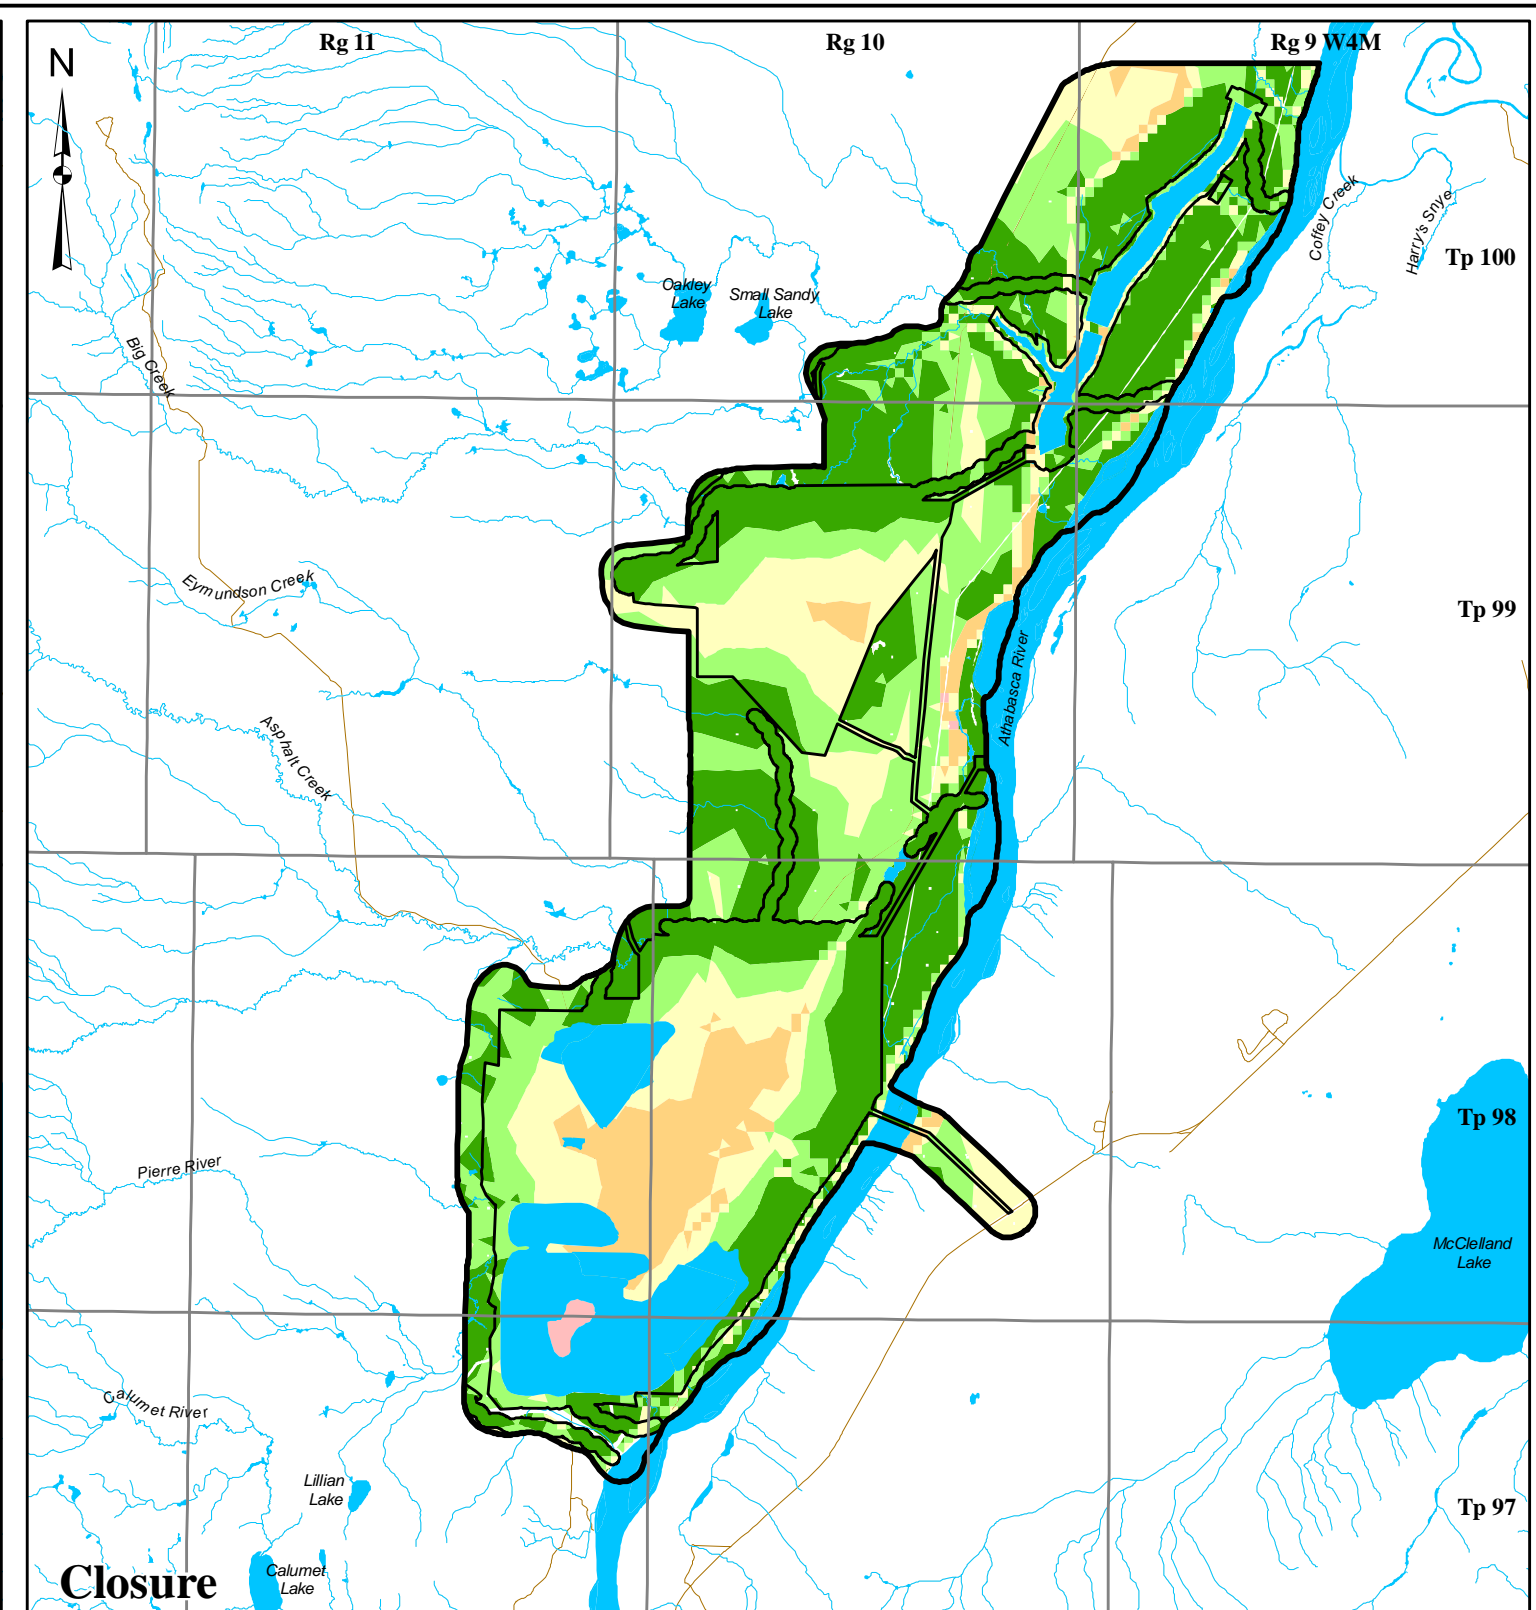 Rg 11
Rg 10
Rg 9 W4M
N
Coffey Creek
Harry's Snye
Tp 100
Oakley
Lake
Small Sandy
Lake
Big Creek
Eymundson Creek
Tp 99
Athabasca River
Asphalt Creek
Tp 98
Pierre River
McClelland
Lake
Calumet River
Lillian
Lake
Tp 97
Calumet
Lake
Closure